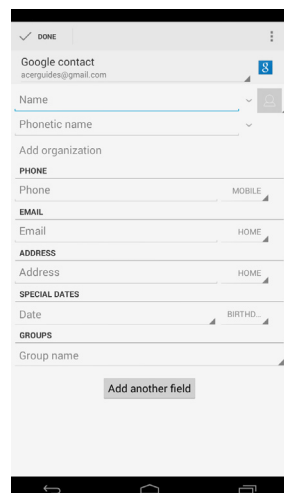 DONE
Google contact
acerguides@gmail.com
8
Name
Phonetic name
Add organization
PHONE
Phone MOBILE
EMAIL
Email HOME
ADDRESS
Address HOME
SPECIAL DATES
Date BIRTHD...
GROUPS
Group name
Add another field